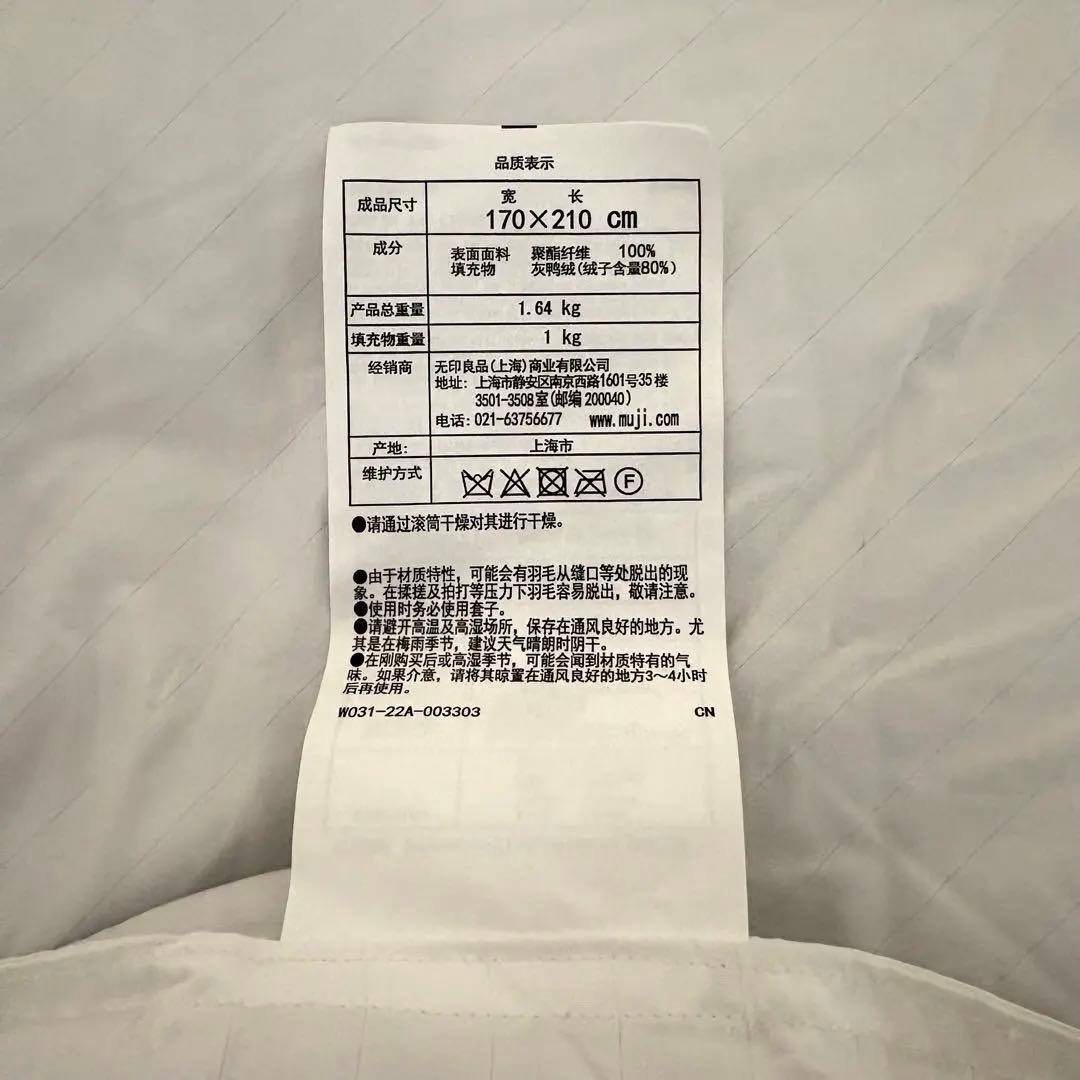 品质表示
成品尺寸 宽 长
170×210 cm
成分 表面面料 聚酯纤维 100%
填充物 灰鸭绒(绒子含量80%)
产品总重量 1.64 kg
填充物重量 1 kg
经销商 无印良品(上海)商业有限公司
地址: 上海市静安区南京西路1601号35楼
3501-3508室(邮编200040)
电话: 021-63756677 www.muji.com
产地: 上海市
维护方式 F
●请通过滚筒干燥对其进行干燥。
●由于材质特性，可能会有羽毛从缝口等处脱出的现
象。在揉搓及拍打等压力下羽毛容易脱出，敬请注意。
●使用时务必使用套子。
●请避开高温及高湿场所，保存在通风良好的地方。尤
其是在梅雨季节，建议天气晴朗时阴干。
●在刚购买后或高湿季节，可能会闻到材质特有的气
味。如果介意，请将其晾置在通风良好的地方3～4小时
后再使用。
W031-22A-003303 CN